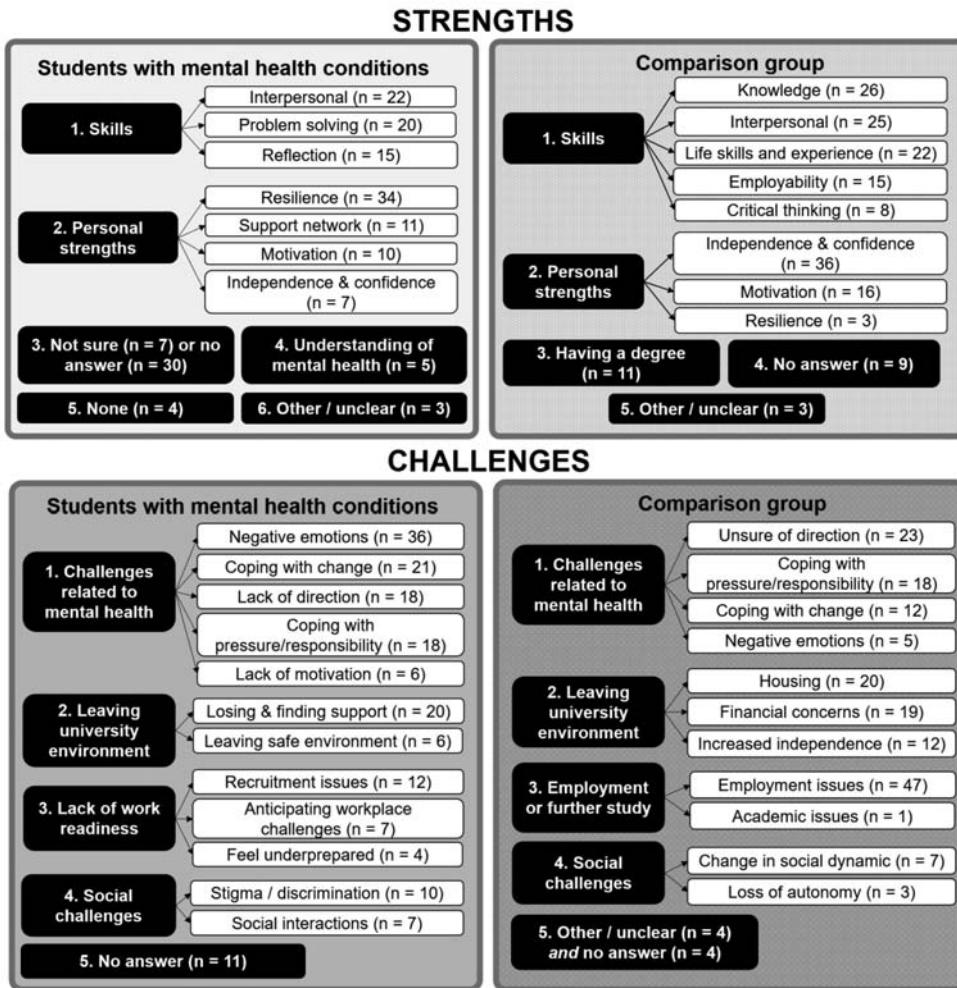 STRENGTHS
Students with mental health conditions
1. Skills
Interpersonal (n = 22)
Problem solving (n = 20)
Reflection (n = 15)
2. Personal
strengths
Resilience (n = 34)
Support network (n = 11)
Motivation (n = 10)
Independence & confidence
(n = 7)
3. Not sure (n = 7) or no
answer (n = 30)
4. Understanding of
mental health (n = 5)
5. None (n = 4)
6. Other / unclear (n = 3)
Comparison group
1. Skills
Knowledge (n = 26)
Interpersonal (n = 25)
Life skills and experience (n = 22)
Employability (n = 15)
Critical thinking (n = 8)
2. Personal
strengths
Independence & confidence
(n = 36)
Motivation (n = 16)
Resilience (n = 3)
3. Having a degree
(n = 11)
4. No answer (n = 9)
5. Other / unclear (n = 3)
CHALLENGES
Students with mental health conditions
1. Challenges
related to
mental health
Negative emotions (n = 36)
Coping with change (n = 21)
Lack of direction (n = 18)
Coping with
pressure/responsibility (n = 18)
Lack of motivation (n = 6)
2. Leaving
university
environment
Losing & finding support (n = 20)
Leaving safe environment (n = 6)
3. Lack of work
readiness
Recruitment issues (n = 12)
Anticipating workplace
challenges (n = 7)
Feel underprepared (n = 4)
4. Social
challenges
Stigma / discrimination (n = 10)
Social interactions (n = 7)
5. No answer (n = 11)
Comparison group
1. Challenges
related to
mental health
Unsure of direction (n = 23)
Coping with
pressure/responsibility (n = 18)
Coping with change (n = 12)
Negative emotions (n = 5)
2. Leaving
university
environment
Housing (n = 20)
Financial concerns (n = 19)
Increased independence (n = 12)
3. Employment
or further study
Employment issues (n = 47)
Academic issues (n = 1)
4. Social
challenges
Change in social dynamic (n = 7)
Loss of autonomy (n = 3)
5. Other / unclear (n = 4)
and no answer (n = 4)